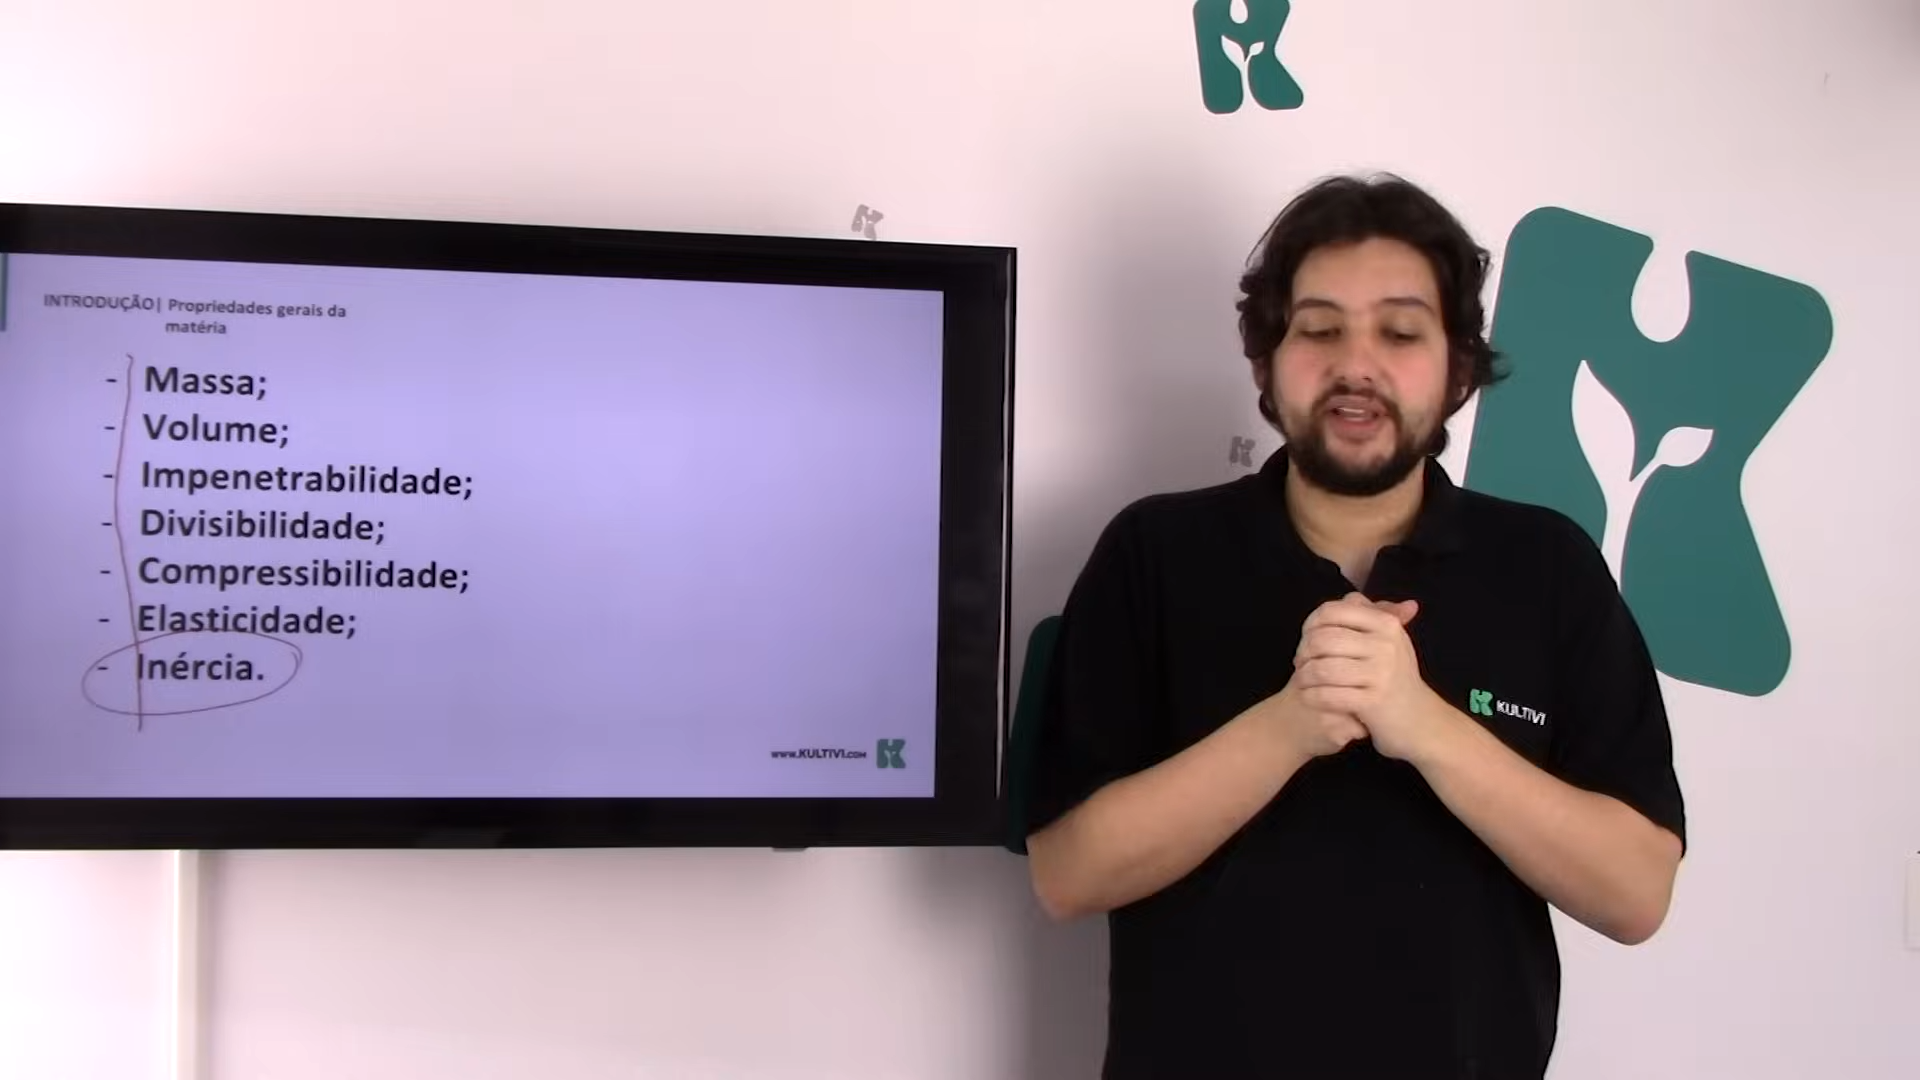 INTRODUÇÃO| Propriedades gerais da
matéria
- Massa;
- Volume;
- Impenetrabilidade;
- Divisibilidade;
- Compressibilidade;
- Elasticidade;
- Inércia.
www.KULTIVI.com
KULTIVI